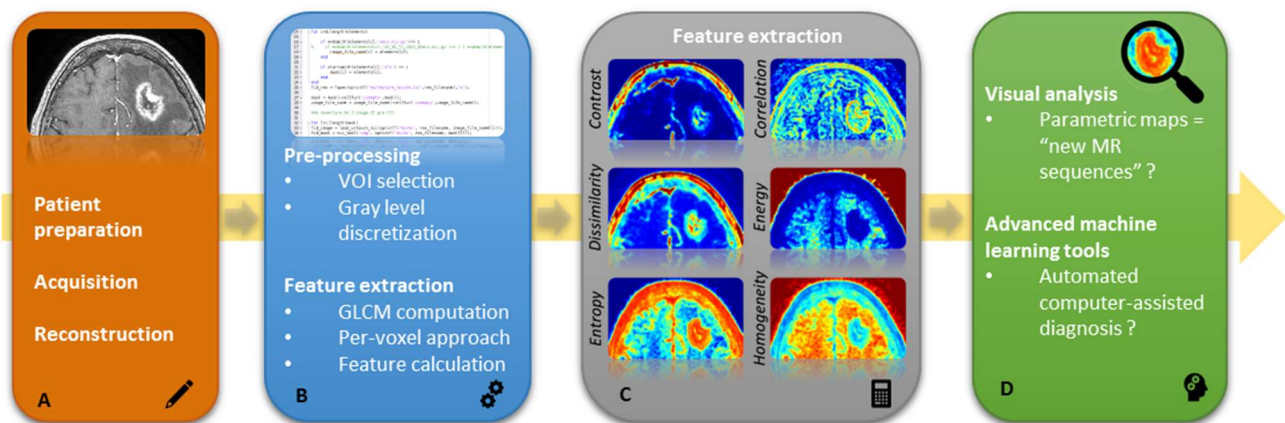 Patient
preparation
Acquisition
Reconstruction
A
Pre-processing
• VOI selection
• Gray level
discretization
Feature extraction
• GLCM computation
• Per-voxel approach
• Feature calculation
B
Feature extraction
Contrast
Correlation
Dissimilarity
Energy
Entropy
Homogeneity
C
Visual analysis
• Parametric maps =
"new MR
sequences" ?
Advanced machine
learning tools
• Automated
computer-assisted
diagnosis ?
D